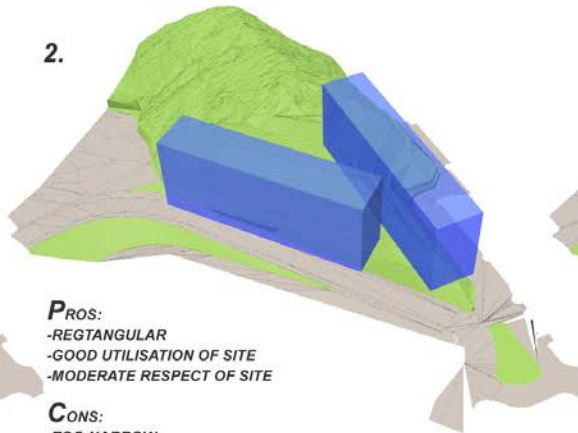 2.
PROS:
-REGTANGULAR
-GOOD UTILISATION OF SITE
-MODERATE RESPECT OF SITE
CONS: